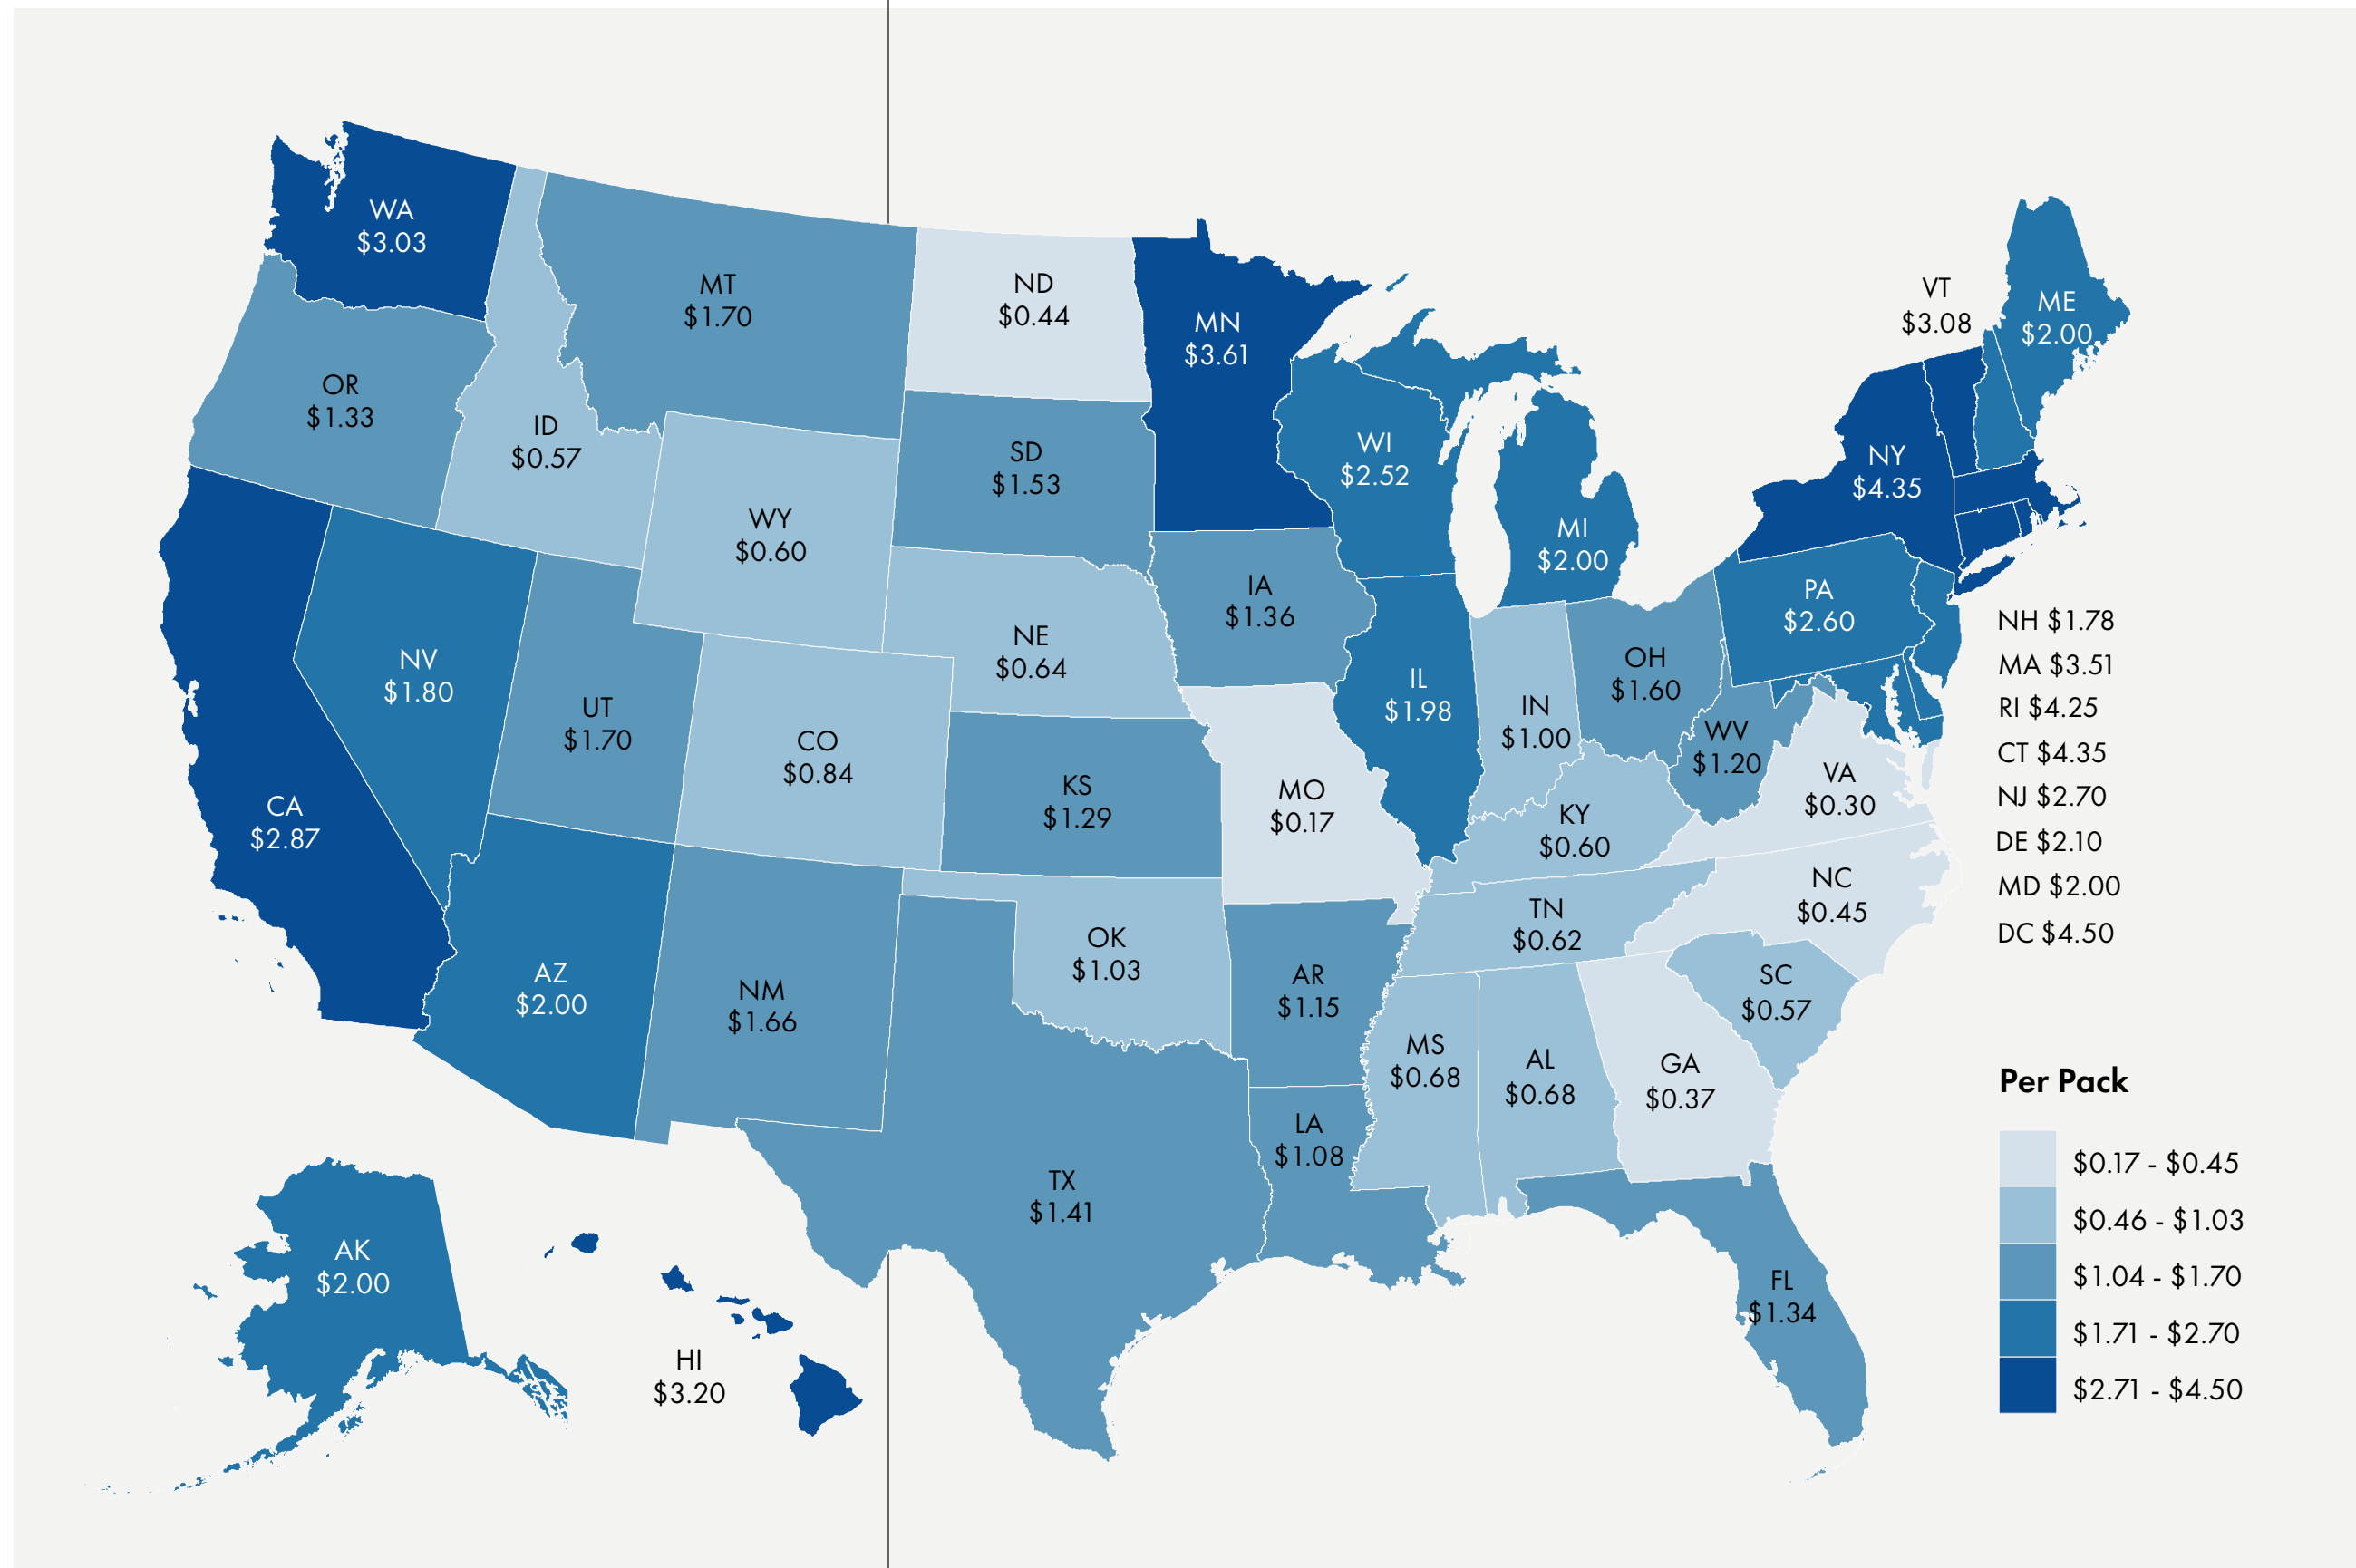 WA
$3.03
MT
$1.70
ND
$0.44
MN
$3.61
VT
$3.08
ME
$2.00
OR
$1.33
ID
$0.57
SD
$1.53
WI
$2.52
NY
$4.35
WY
$0.60
MI
$2.00
IA
$1.36
PA
$2.60
NH $1.78
MA $3.51
RI $4.25
CT $4.35
NJ $2.70
DE $2.10
MD $2.00
DC $4.50
NE
$0.64
NV
$1.80
UT
$1.70
CO
$0.84
IL
$1.98
IN
$1.00
OH
$1.60
WV
$1.20
VA
$0.30
CA
$2.87
KS
$1.29
MO
$0.17
KY
$0.60
NC
$0.45
TN
$0.62
OK
$1.03
AZ
$2.00
NM
$1.66
AR
$1.15
SC
$0.57
MS
$0.68
AL
$0.68
GA
$0.37
LA
$1.08
TX
$1.41
AK
$2.00
HI
$3.20
FL
$1.34
Per Pack
$0.17 - $0.45
$0.46 - $1.03
$1.04 - $1.70
$1.71 - $2.70
$2.71 - $4.50